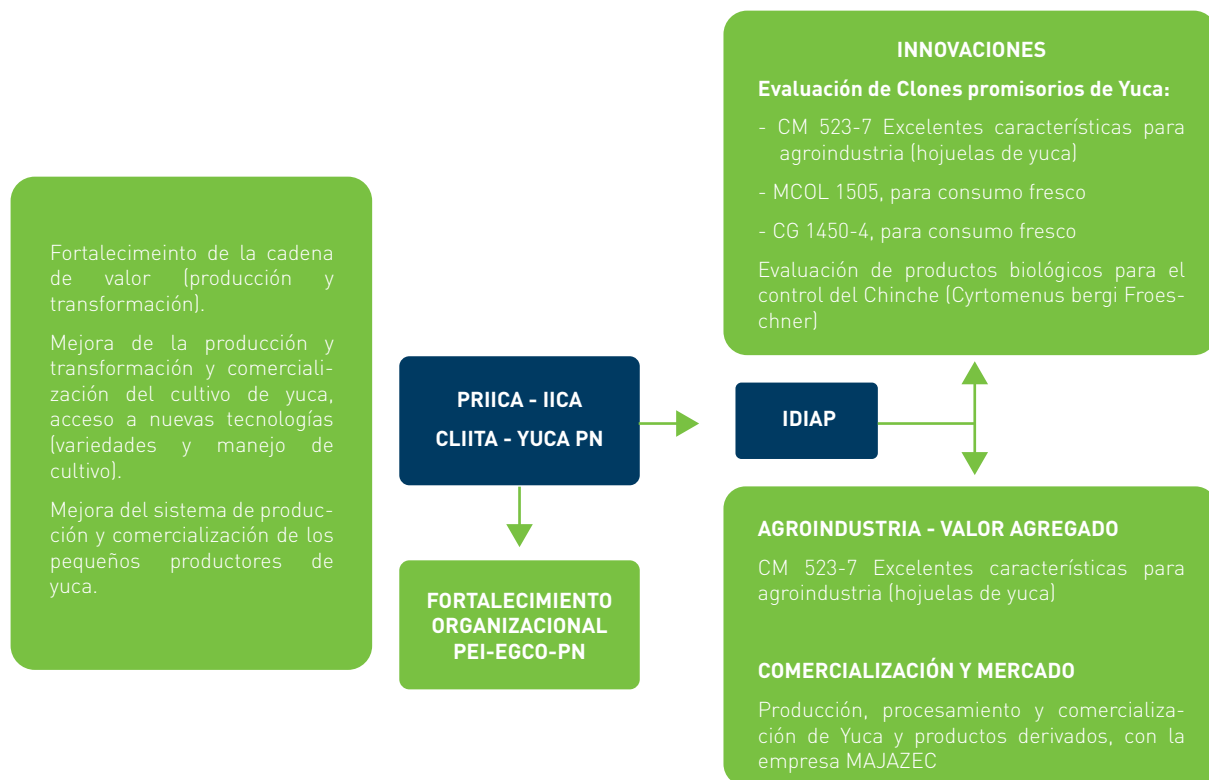 Fortalecimeinto de la cadena
de valor (producción y
transformación).
Mejora de la producción y
transformación y comerciali-
zación del cultivo de yuca,
acceso a nuevas tecnologías
(variedades y manejo de
cultivo).
Mejora del sistema de produc-
ción y comercialización de los
pequeños productores de
yuca.
PRIICA - IICA
CLIITA - YUCA PN
FORTALECIMIENTO
ORGANIZACIONAL
PEI-EGCO-PN
IDIAP
INNOVACIONES
Evaluación de Clones promisorios de Yuca:
- CM 523-7 Excelentes características para
agroindustria (hojuelas de yuca)
- MCOL 1505, para consumo fresco
- CG 1450-4, para consumo fresco
Evaluación de productos biológicos para el
control del Chinche (Cyrtomenus bergi Froes-
chner)
AGROINDUSTRIA - VALOR AGREGADO
CM 523-7 Excelentes características para
agroindustria (hojuelas de yuca)
COMERCIALIZACIÓN Y MERCADO
Producción, procesamiento y comercializa-
ción de Yuca y productos derivados, con la
empresa MAJAZEC